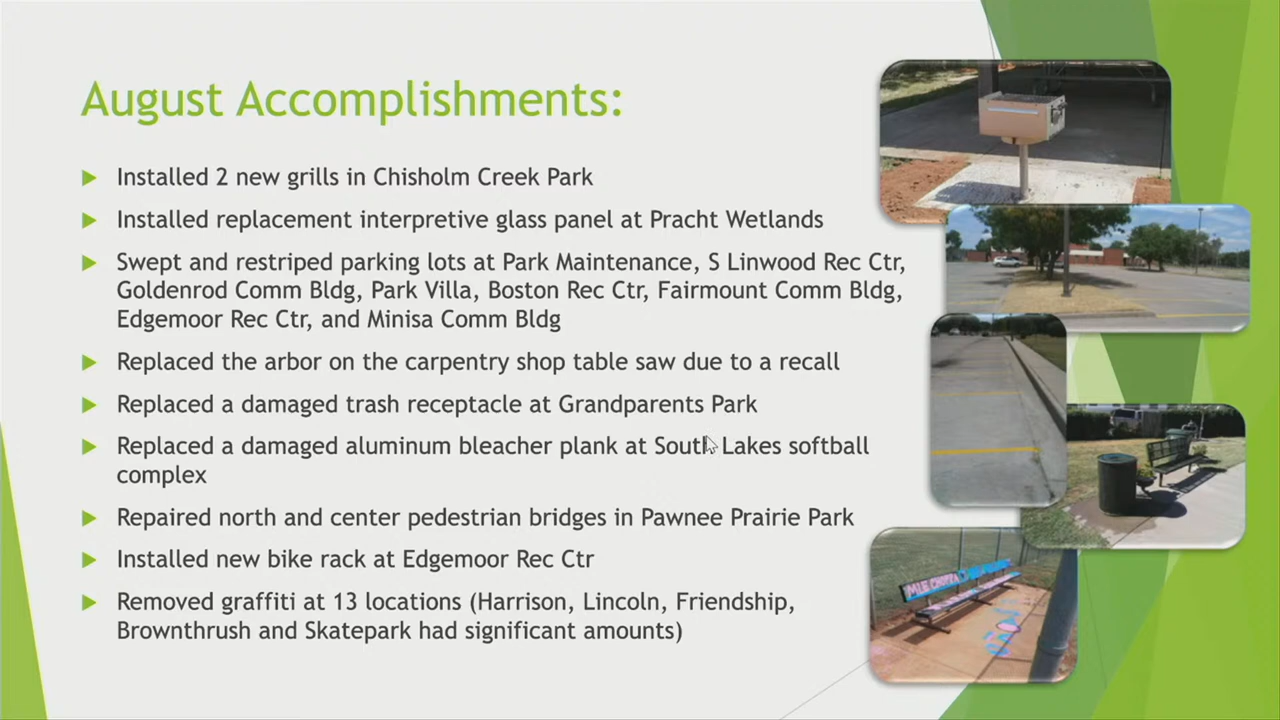 August Accomplishments:
Installed 2 new grills in Chisholm Creek Park
Installed replacement interpretive glass panel at Pracht Wetlands
Swept and restriped parking lots at Park Maintenance, S Linwood Rec Ctr,
Goldenrod Comm Bldg, Park Villa, Boston Rec Ctr, Fairmount Comm Bldg,
Edgemoor Rec Ctr, and Minisa Comm Bldg
Replaced the arbor on the carpentry shop table saw due to a recall
Replaced a damaged trash receptacle at Grandparents Park
Replaced a damaged aluminum bleacher plank at South Lakes softball
complex
Repaired north and center pedestrian bridges in Pawnee Prairie Park
Installed new bike rack at Edgemoor Rec Ctr
Removed graffiti at 13 locations (Harrison, Lincoln, Friendship,
Brownthrush and Skatepark had significant amounts)